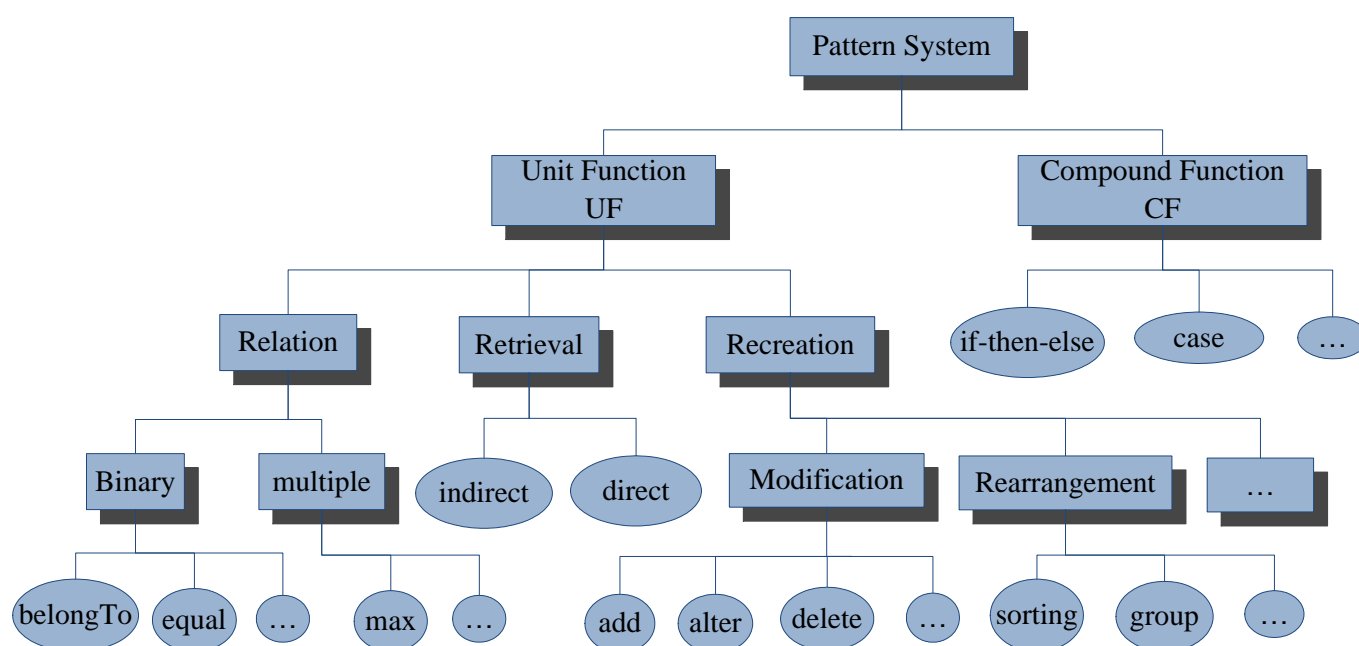 Pattern System
Unit Function
UF
Compound Function
CF
Relation
Retrieval
Recreation
if-then-else
case
…
Binary
multiple
indirect
direct
Modification
Rearrangement
…
belongTo
equal
…
max
…
add
alter
delete
…
sorting
group
…